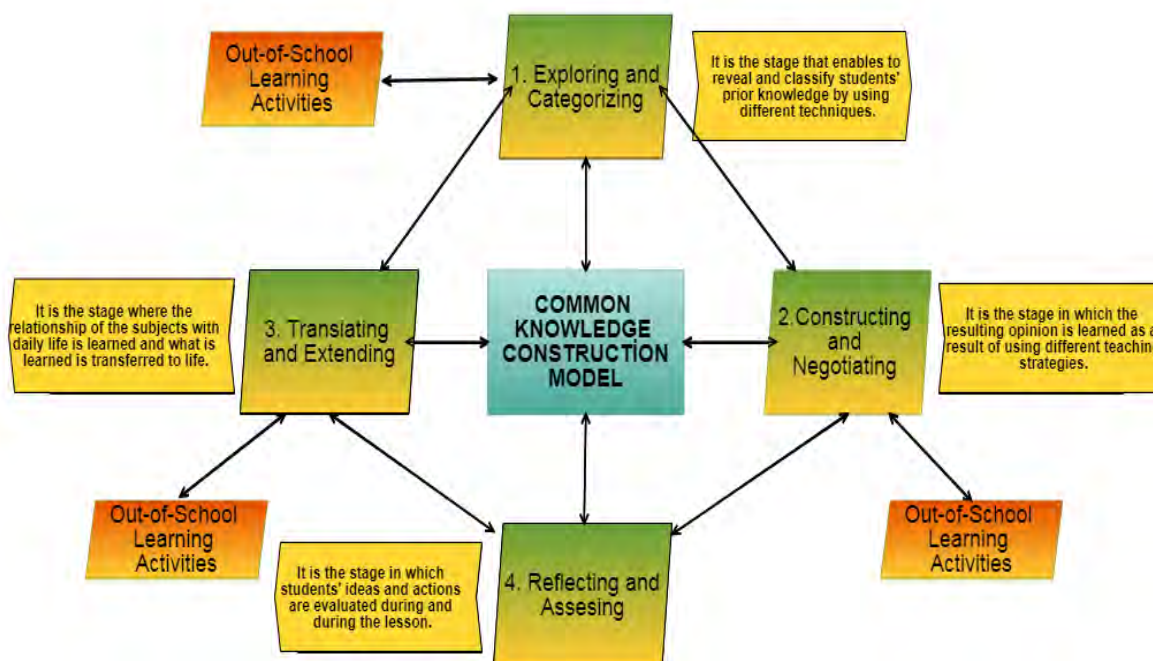 Out-of-School
Learning
Activities
1. Exploring and
Categorizing
It is the stage that enables to
reveal and classify students'
prior knowledge by using
different techniques.
It is the stage where the
relationship of the subjects with
daily life is learned and what is
learned is transferred to life.
3. Translating
and Extending
COMMON
KNOWLEDGE
CONSTRUCTION
MODEL
2.Constructing
and
Negotiating
It is the stage in which the
resulting opinion is learned as a
result of using different teaching
strategies.
Out-of-School
Learning
Activities
It is the stage in which
students' ideas and actions
are evaluated during and
during the lesson.
4. Reflecting and
Assesing
Out-of-School
Learning
Activities